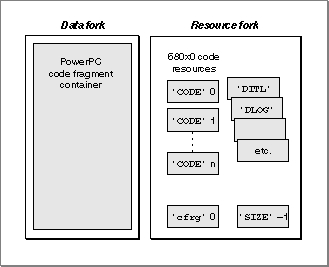 Data fork
Resource fork
PowerPC
code fragment
container
680x0 code
resources
'CODE' 0
'CODE' 1
'CODE' n
'DITL'
'DLOG'
etc.
'cfrg' 0
'SIZE' –1